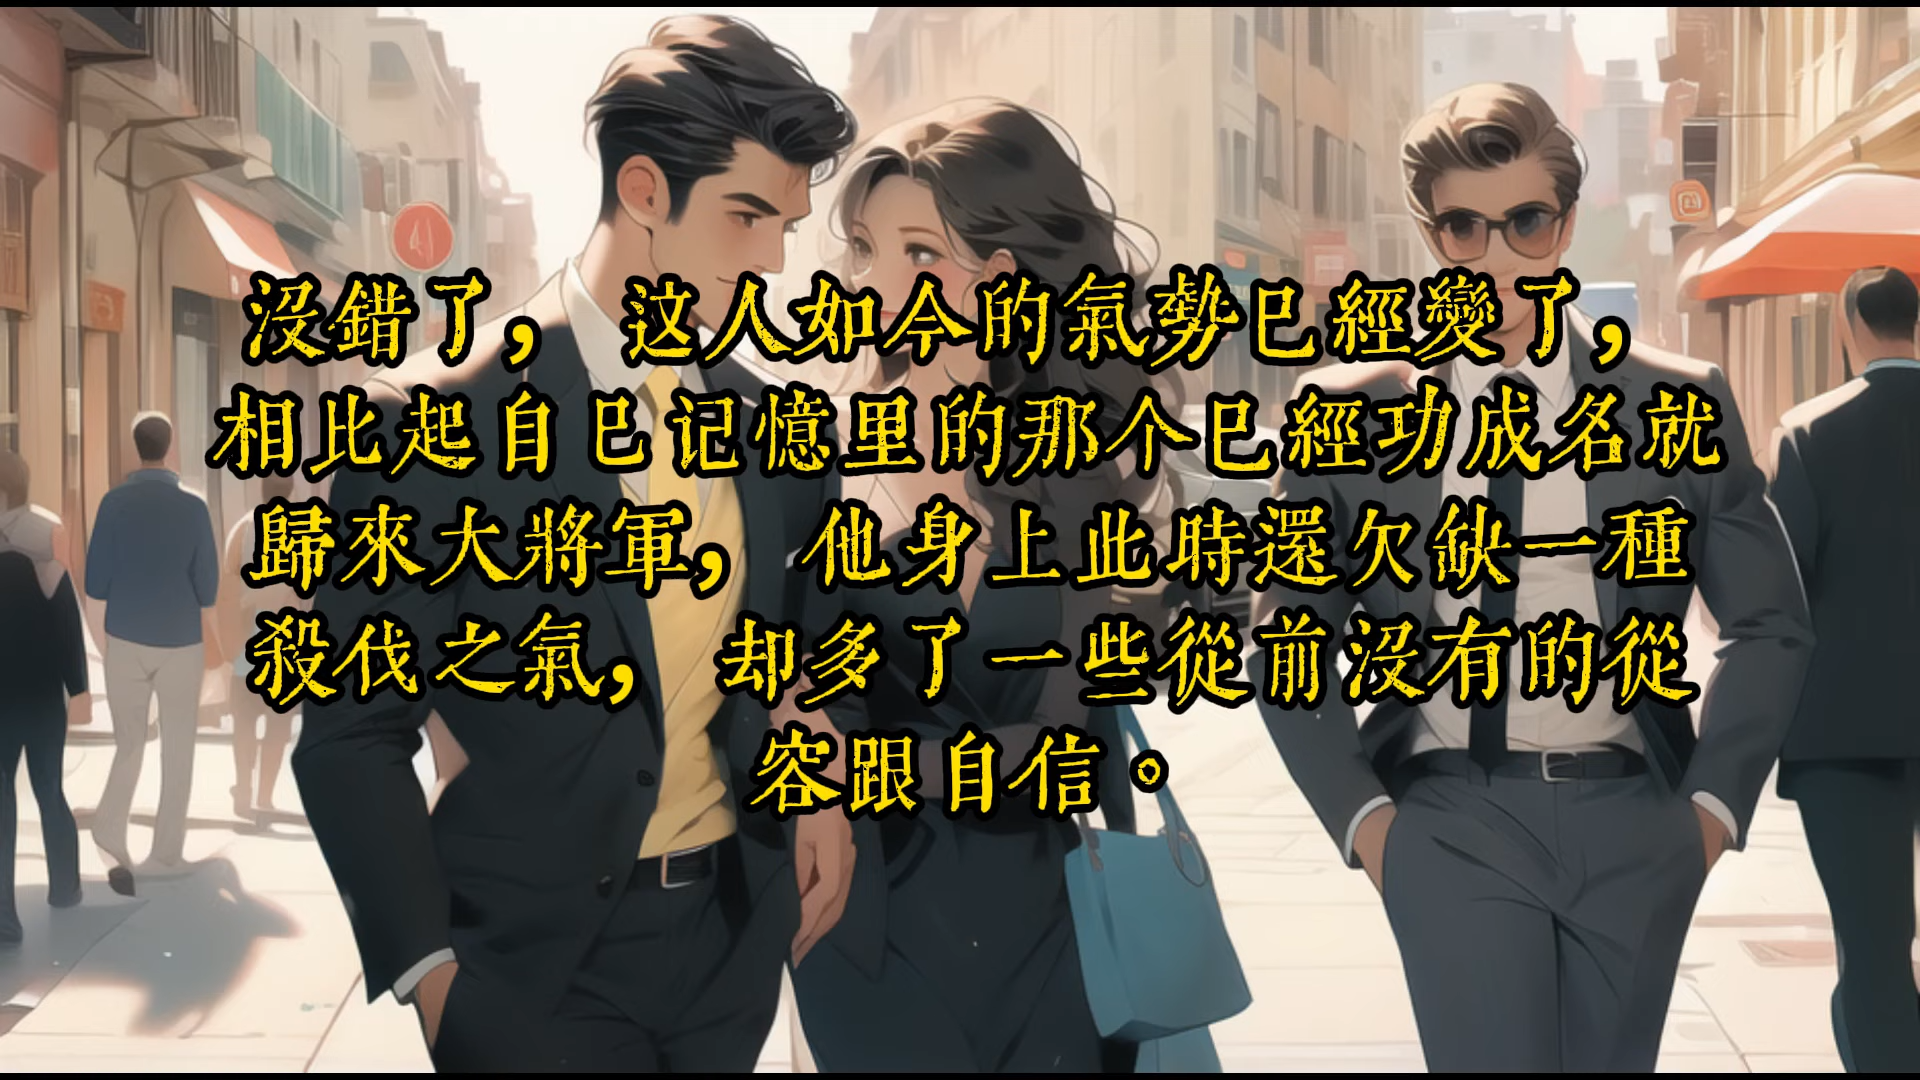 沒錯了，这人如今的氣勢已經變了，
相比起自已记憶里的那个已經功成名就
歸來大將軍，他身上此時還欠缺一種
殺伐之氣，却多了一些從前沒有的從
容跟自信。